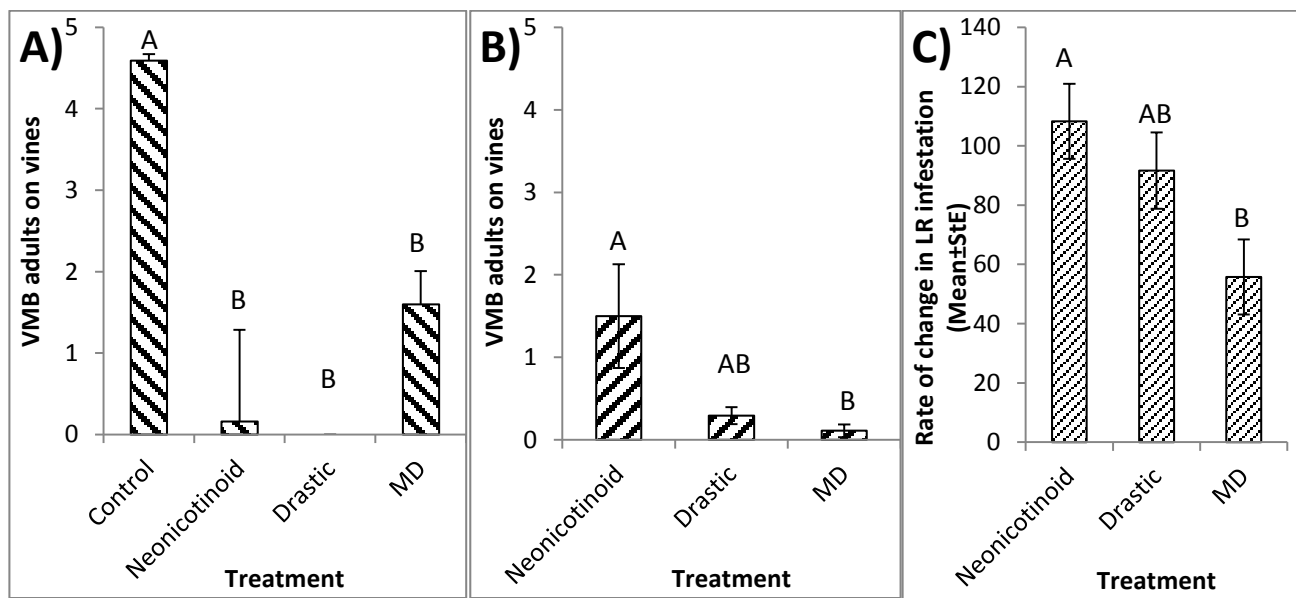 A)
VMB adults on vines
5
4
3
2
1
0
A
B
B
B
Control
Neonicotinoid
Drastic
MD
Treatment
B)
VMB adults on vines
5
4
3
2
1
0
A
AB
B
Neonicotinoid
Drastic
MD
Treatment
C)
Rate of change in LR infestation
(Mean±StE)
140
120
100
80
60
40
20
0
A
AB
B
Neonicotinoid
Drastic
MD
Treatment